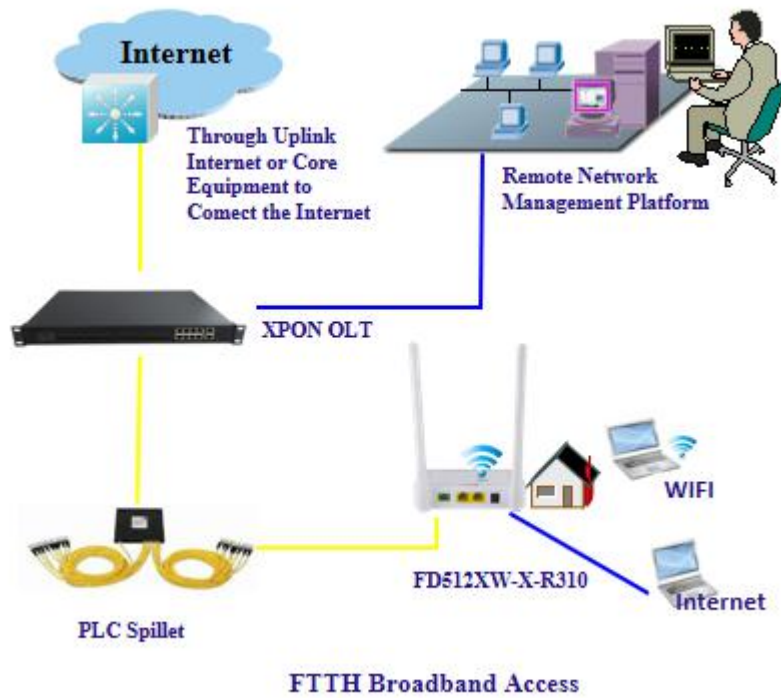 Internet
Through Uplink
Internet or Core
Equipment to
Comect the Internet
Remote Network
Management Platform
XPON OLT
WIFI
FD512XW-X-R310
Internet
PLC Spillet
FTTH Broadband Access